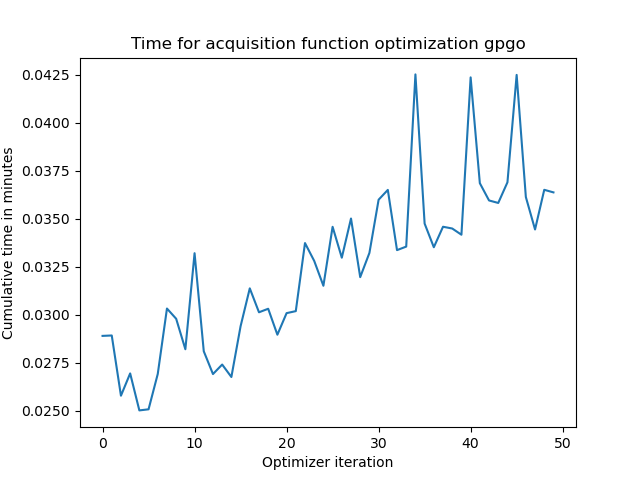 Time for acquisition function optimization gpgo
0.0425
0.0400
0.0375
0.0350
0.0325
0.0300
0.0275
0.0250
Cumulative time in minutes
0 10 20 30 40 50
Optimizer iteration